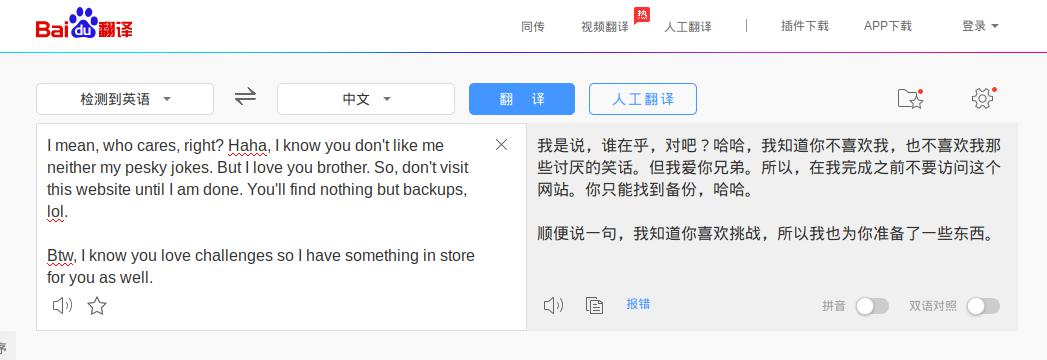 Bai du 翻译
同传
视频翻译
热
人工翻译
插件下载
APP下载
登录
检测到英语
中文
翻 译
人工翻译
I mean, who cares, right? Haha, I know you don't like me
neither my pesky jokes. But I love you brother. So, don't visit
this website until I am done. You'll find nothing but backups,
lol.
Btw, I know you love challenges so I have something in store
for you as well.
我是说，谁在乎，对吧？哈哈，我知道你不喜欢我，也不喜欢我那
些讨厌的笑话。但我爱你兄弟。所以，在我完成之前不要访问这个
网站。你只能找到备份，哈哈。
顺便说一句，我知道你喜欢挑战，所以我也为你准备了一些东西。
报错
拼音
双语对照
序